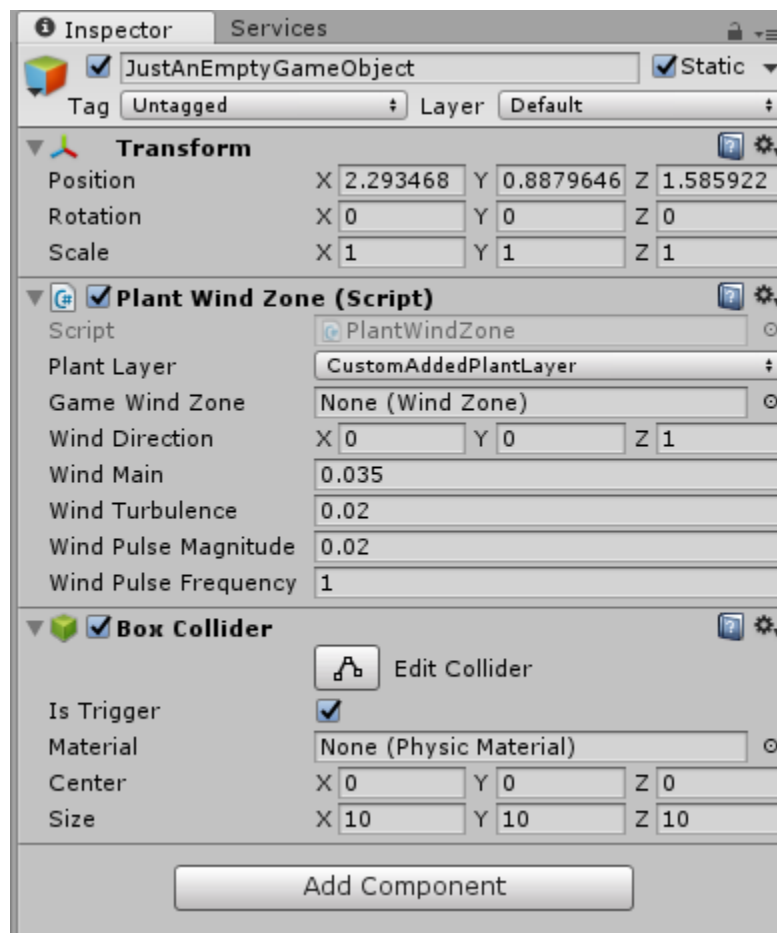 Inspector Services
JustAnEmptyGameObject Static
Tag Untagged Layer Default
Transform
Position X 2.293468 Y 0.8879646 Z 1.585922
Rotation X 0 Y 0 Z 0
Scale X 1 Y 1 Z 1
Plant Wind Zone (Script)
Script PlantWindZone
Plant Layer CustomAddedPlantLayer
Game Wind Zone None (Wind Zone)
Wind Direction X 0 Y 0 Z 1
Wind Main 0.035
Wind Turbulence 0.02
Wind Pulse Magnitude 0.02
Wind Pulse Frequency 1
Box Collider
Edit Collider
Is Trigger
Material None (Physic Material)
Center X 0 Y 0 Z 0
Size X 10 Y 10 Z 10
Add Component